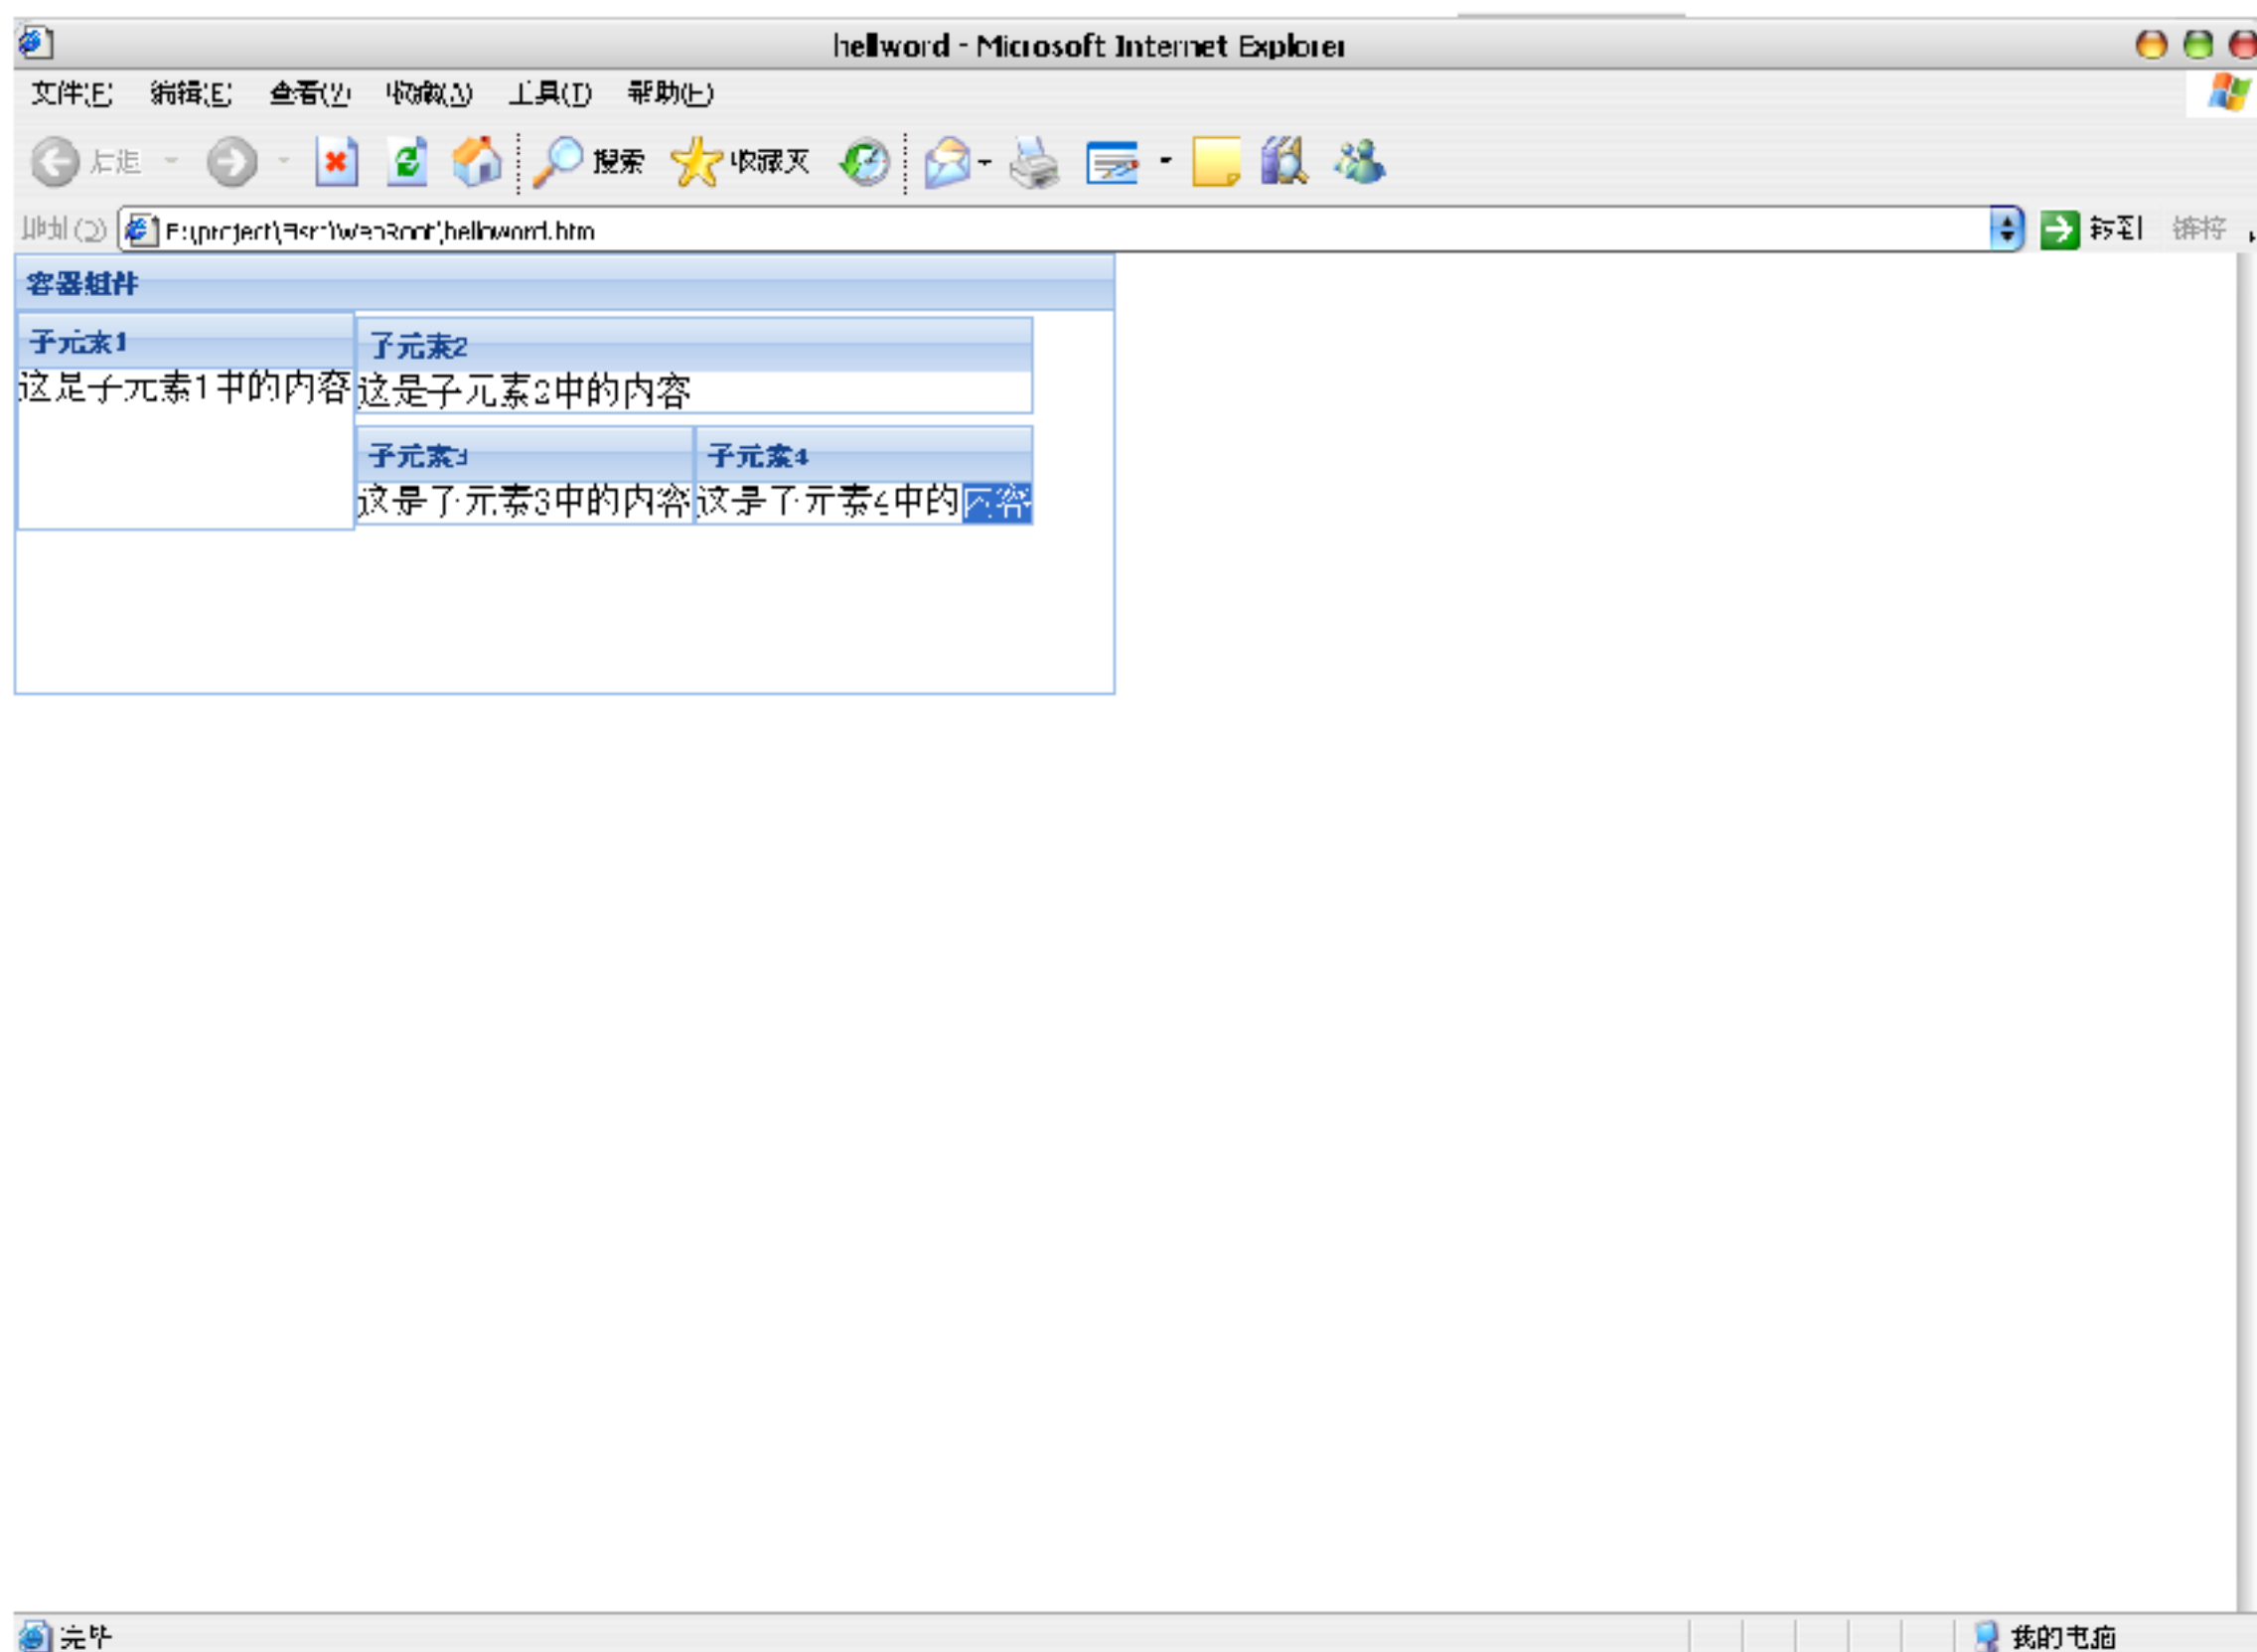 hellword - Microsoft Internet Explorer
文件(F) 编辑(E) 查看(V) 收藏(A) 工具(T) 帮助(H)
后退 搜索 收藏夹
地址(D) helloword.htm 转到 链接
容器组件
子元素1 子元素2
这是子元素1中的内容 这是子元素2中的内容
子元素3 子元素4
这是子元素3中的内容 这是子元素4中的内容
完毕 我的电脑